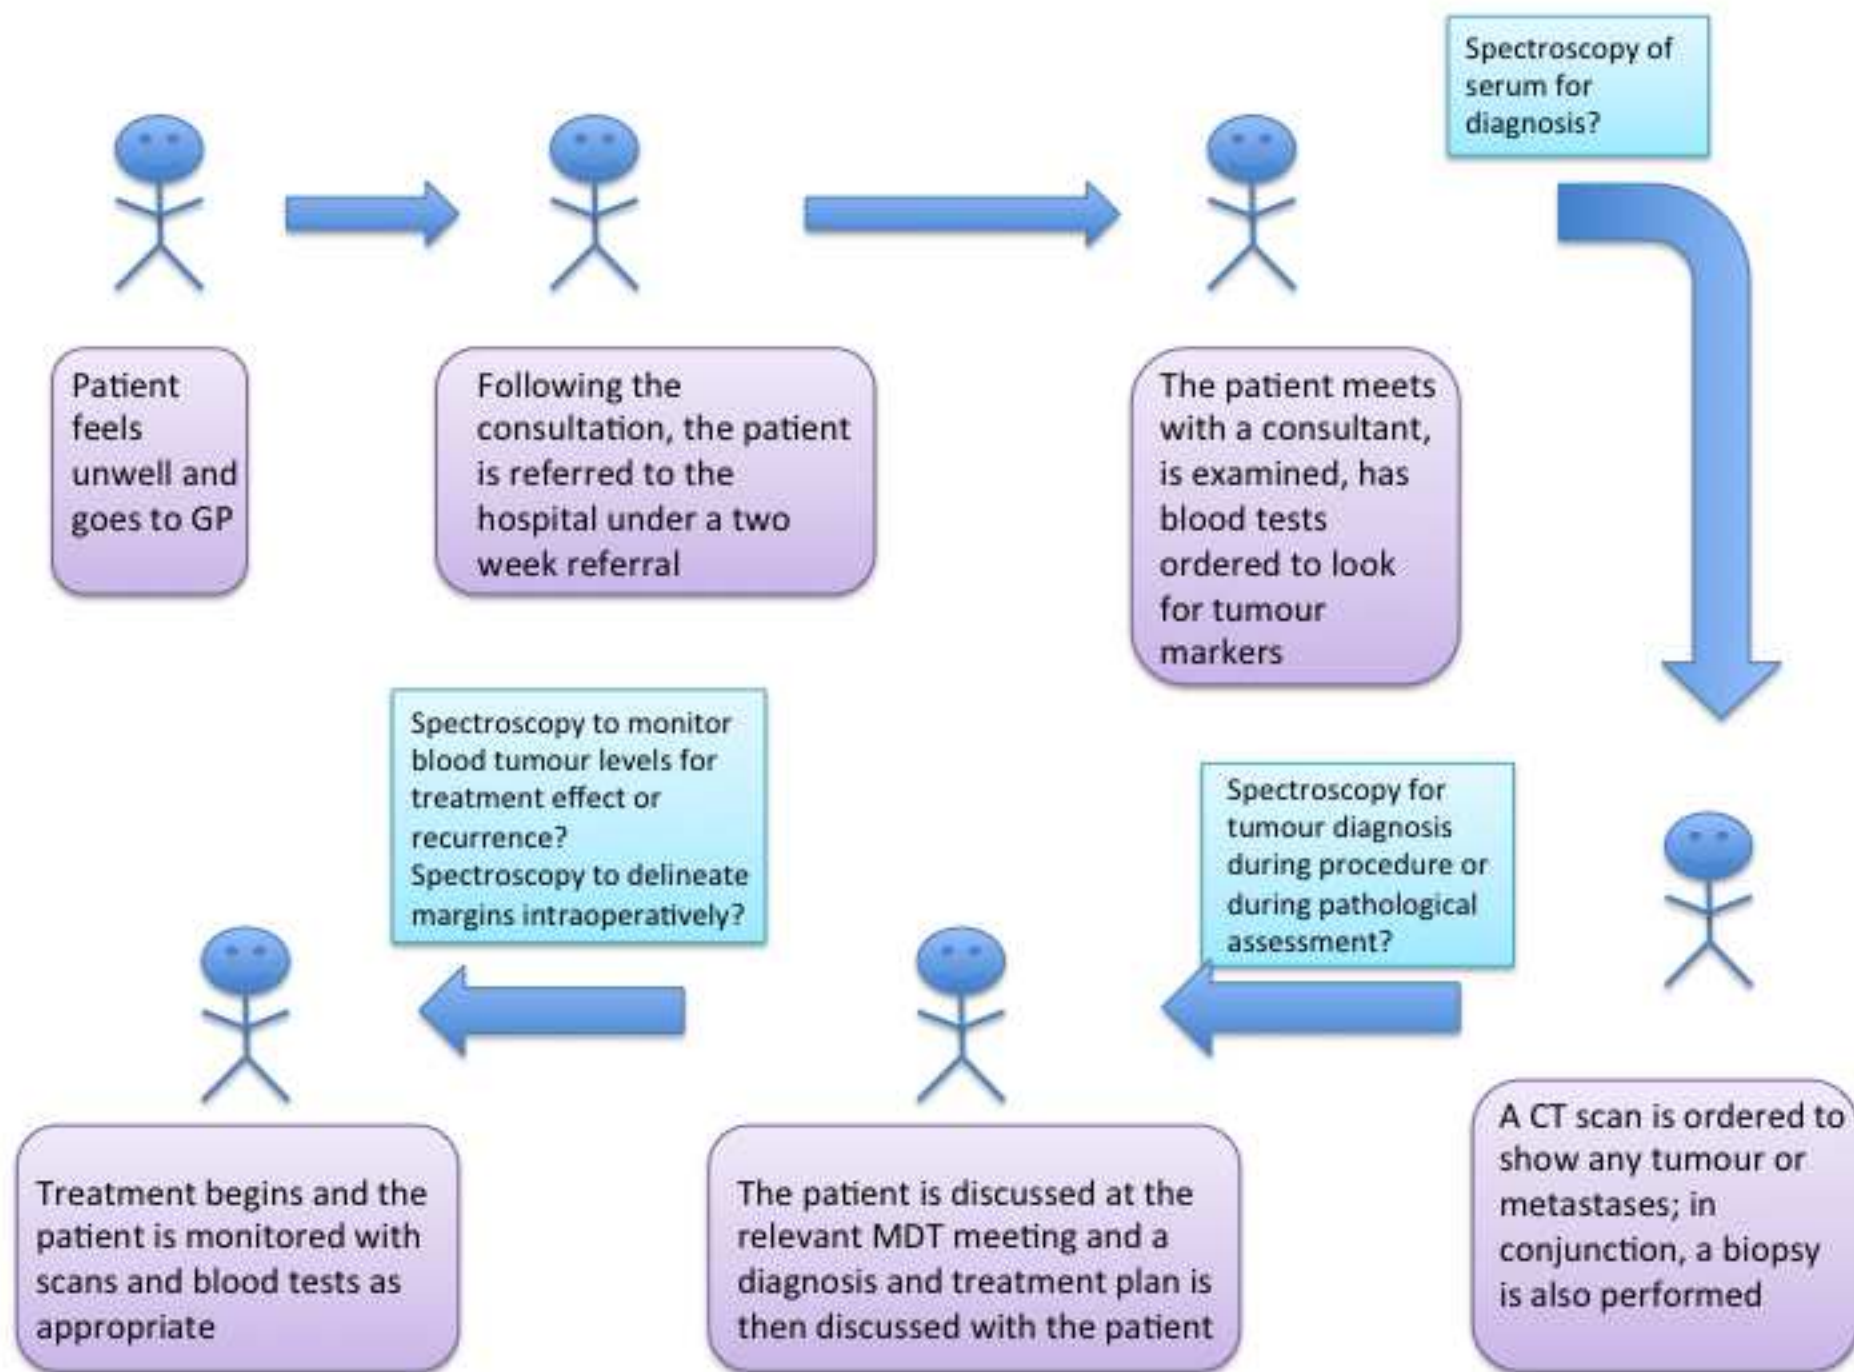 Spectroscopy of
serum for
diagnosis?
Patient
feels
unwell and
goes to GP
Following the
consultation, the patient
is referred to the
hospital under a two
week referral
The patient meets
with a consultant,
is examined, has
blood tests
ordered to look
for tumour
markers
Spectroscopy to monitor
blood tumour levels for
treatment effect or
recurrence?
Spectroscopy to delineate
margins intraoperatively?
Spectroscopy for
tumour diagnosis
during procedure or
during pathological
assessment?
Treatment begins and the
patient is monitored with
scans and blood tests as
appropriate
The patient is discussed at the
relevant MDT meeting and a
diagnosis and treatment plan is
then discussed with the patient
A CT scan is ordered to
show any tumour or
metastases; in
conjunction, a biopsy
is also performed